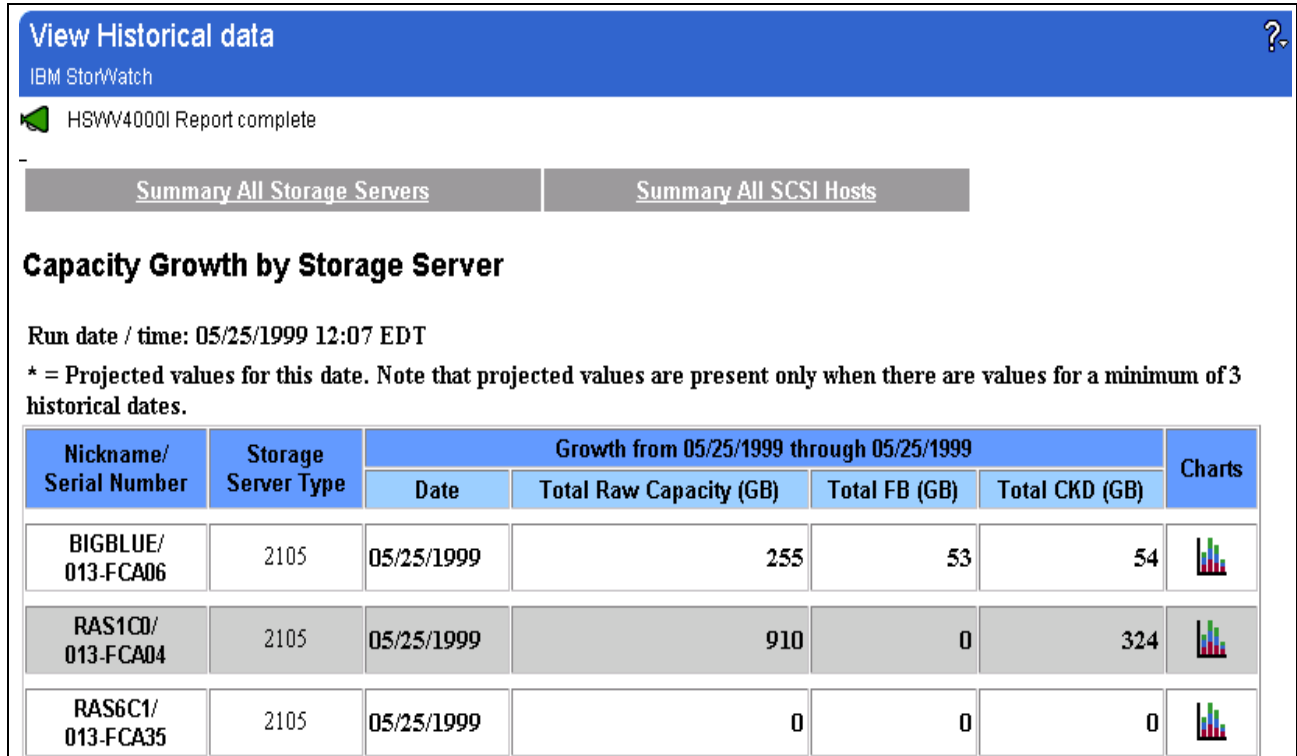 View Historical data
?
IBM StorWatch
HSWV4000I Report complete
Summary All Storage Servers Summary All SCSI Hosts
Capacity Growth by Storage Server
Run date / time: 05/25/1999 12:07 EDT
* = Projected values for this date. Note that projected values are present only when there are values for a minimum of 3
historical dates.
Nickname/ Storage Growth from 05/25/1999 through 05/25/1999 Charts
Serial Number Server Type Date Total Raw Capacity (GB) Total FB (GB) Total CKD (GB)
BIGBLUE/
013-FCA06 2105 05/25/1999 255 53 54
RAS1C0/
013-FCA04 2105 05/25/1999 910 0 324
RAS6C1/
013-FCA35 2105 05/25/1999 0 0 0